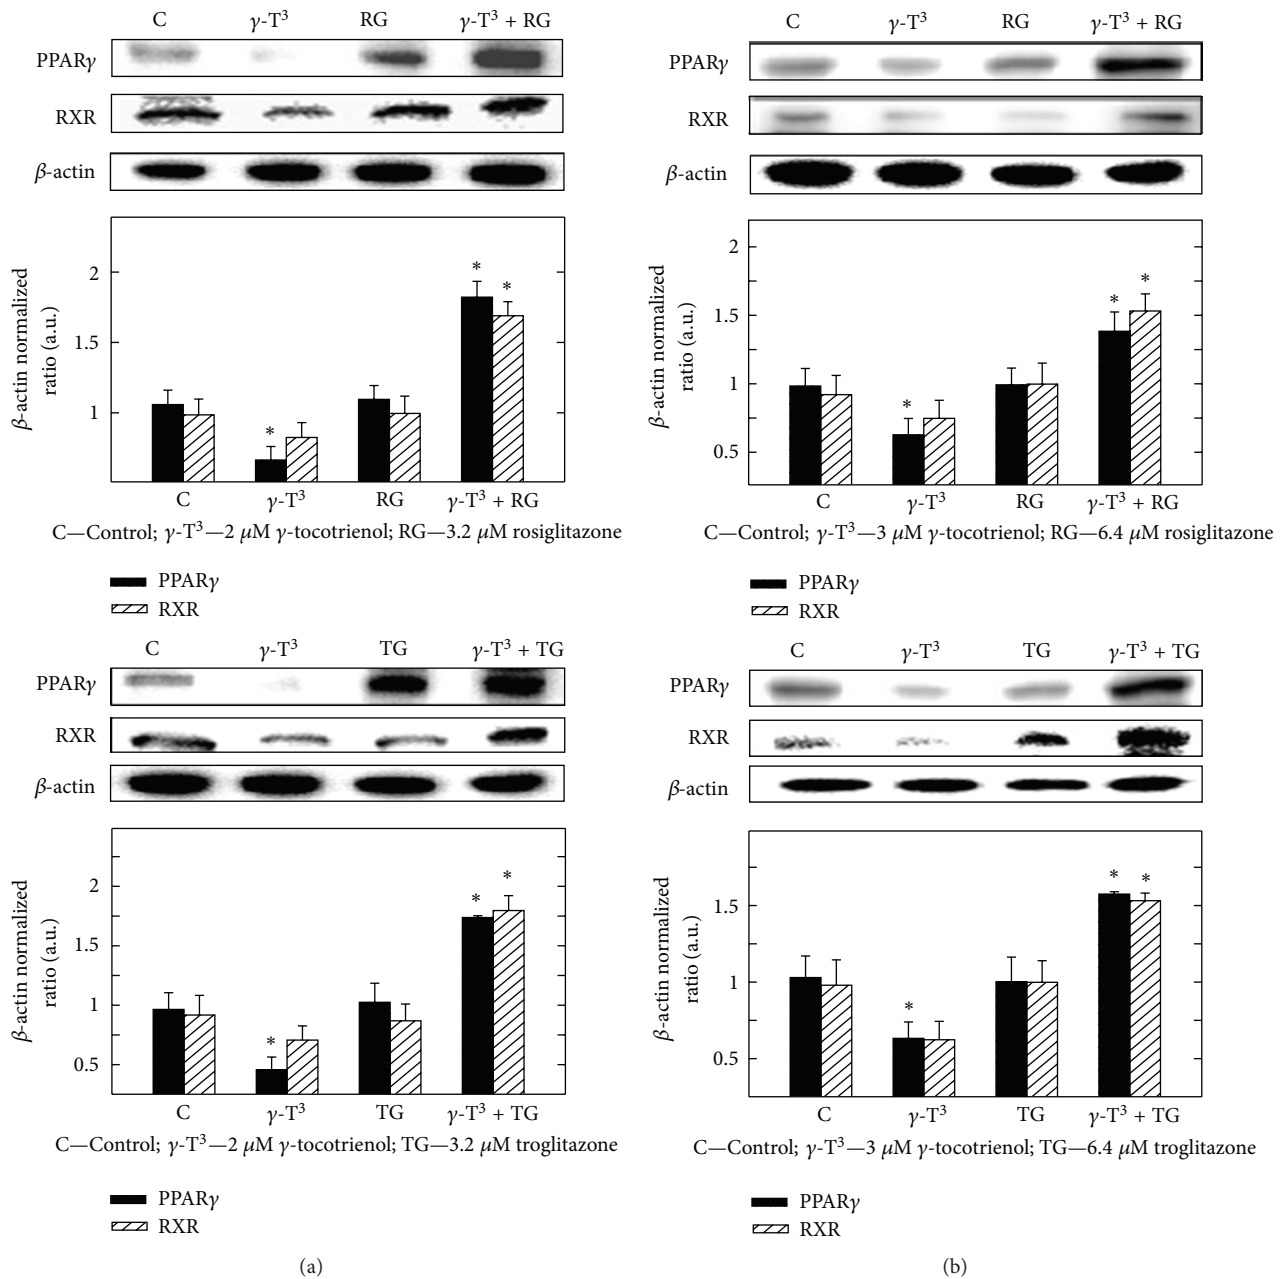 C γ-T³ RG γ-T³ + RG
PPARγ
RXR
β-actin
β-actin normalized
ratio (a.u.)
2
1.5
1
* * *
C γ-T³ RG γ-T³ + RG
C—Control; γ-T³—2 μM γ-tocotrienol; RG—3.2 μM rosiglitazone
PPARγ
RXR
C γ-T³ RG γ-T³ + RG
PPARγ
RXR
β-actin
β-actin normalized
ratio (a.u.)
2
1.5
1
0.5
* * *
C γ-T³ RG γ-T³ + RG
C—Control; γ-T³—3 μM γ-tocotrienol; RG—6.4 μM rosiglitazone
PPARγ
RXR
C γ-T³ TG γ-T³ + TG
PPARγ
RXR
β-actin
β-actin normalized
ratio (a.u.)
2
1.5
1
0.5
* * *
C γ-T³ TG γ-T³ + TG
C—Control; γ-T³—2 μM γ-tocotrienol; TG—3.2 μM troglitazone
PPARγ
RXR
(a)
C γ-T³ TG γ-T³ + TG
PPARγ
RXR
β-actin
β-actin normalized
ratio (a.u.)
1.5
1
0.5
* * *
C γ-T³ TG γ-T³ + TG
C—Control; γ-T³—3 μM γ-tocotrienol; TG—6.4 μM troglitazone
PPARγ
RXR
(b)